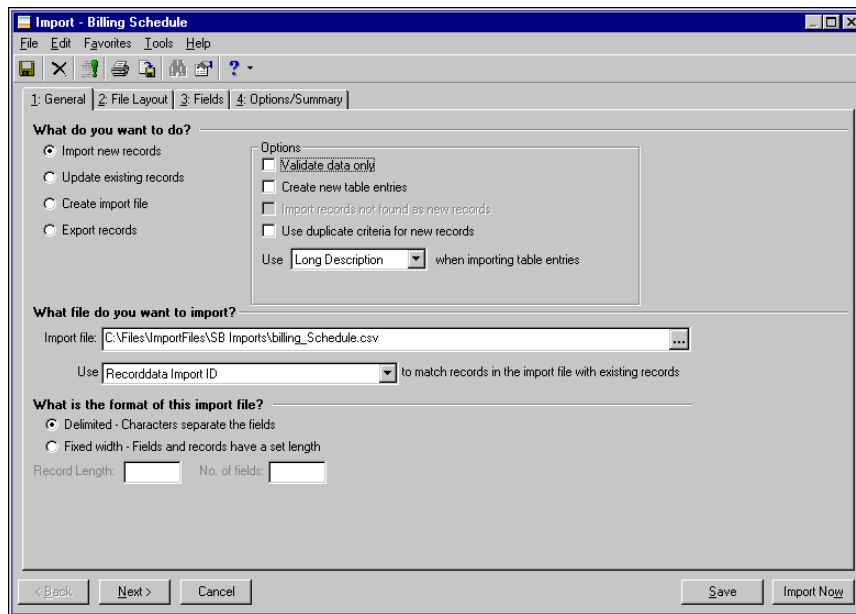 Import - Billing Schedule
File Edit Favorites Tools Help
1: General 2: File Layout 3: Fields 4: Options/Summary
What do you want to do?
Import new records
Update existing records
Create import file
Export records
Options
Validate data only
Create new table entries
Import records not found as new records
Use duplicate criteria for new records
Use Long Description when importing table entries
What file do you want to import?
Import file: C:\Files\ImportFiles\SB Imports\billing_Schedule.csv ...
Use Recorddata Import ID to match records in the import file with existing records
What is the format of this import file?
Delimited - Characters separate the fields
Fixed width - Fields and records have a set length
Record Length: No. of fields:
< Back Next > Cancel Save Import Now